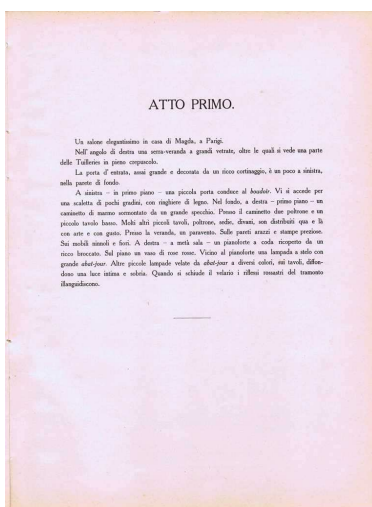 ATTO PRIMO.
Un salone elegantissimo in casa di Magda, a Parigi.
Nell' angolo di destra una serra-veranda a grandi vetrate, oltre le quali si vede una parte
delle Tuilleries in pieno crepuscolo.
La porta d' entrata, assai grande e decorata da un ricco cortinaggio, è un poco a sinistra,
nella parete di fondo.
A sinistra – in primo piano – una piccola porta conduce al boudoir. Vi si accede per
una scaletta di pochi gradini, con ringhiere di legno. Nel fondo, a destra – primo piano – un
caminetto di marmo sormontato da un grande specchio. Presso il caminetto due poltrone e un
piccolo tavolo basso. Molti altri piccoli tavoli, poltrone, sedie, divani, son distribuiti qua e là
con arte e con gusto. Presso la veranda, un paravento. Sulle pareti arazzi e stampe preziose.
Sui mobili ninnoli e fiori. A destra – a metà sala – un pianoforte a coda ricoperto da un
ricco broccato. Sul piano un vaso di rose rosse. Vicino al pianoforte una lampada a stelo con
grande abat-jour. Altre piccole lampade velate da abat-jour a diversi colori, sui tavoli, diffon-
dono una luce intima e sobria. Quando si schiude il velario i riflessi rossastri del tramonto
illanguidiscono.